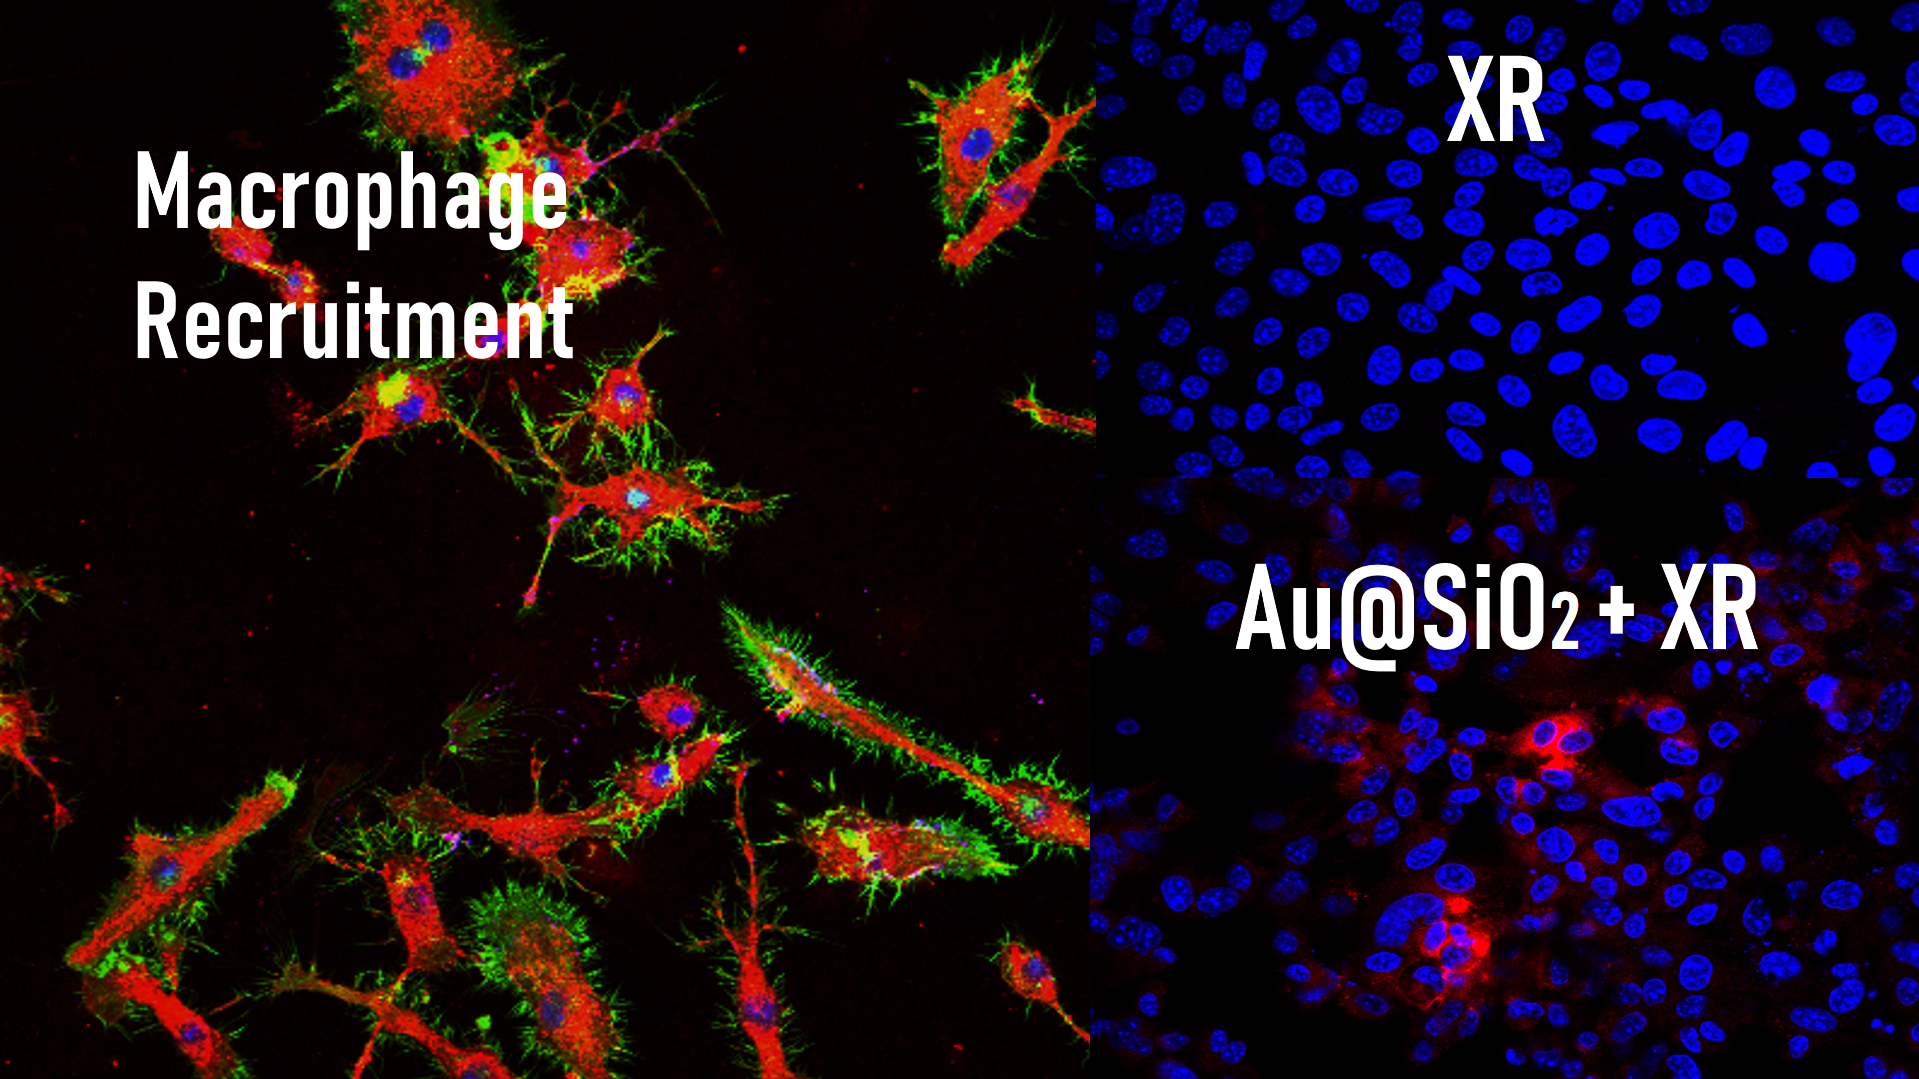 Macrophage
Recruitment
XR
Au@SiO2 + XR